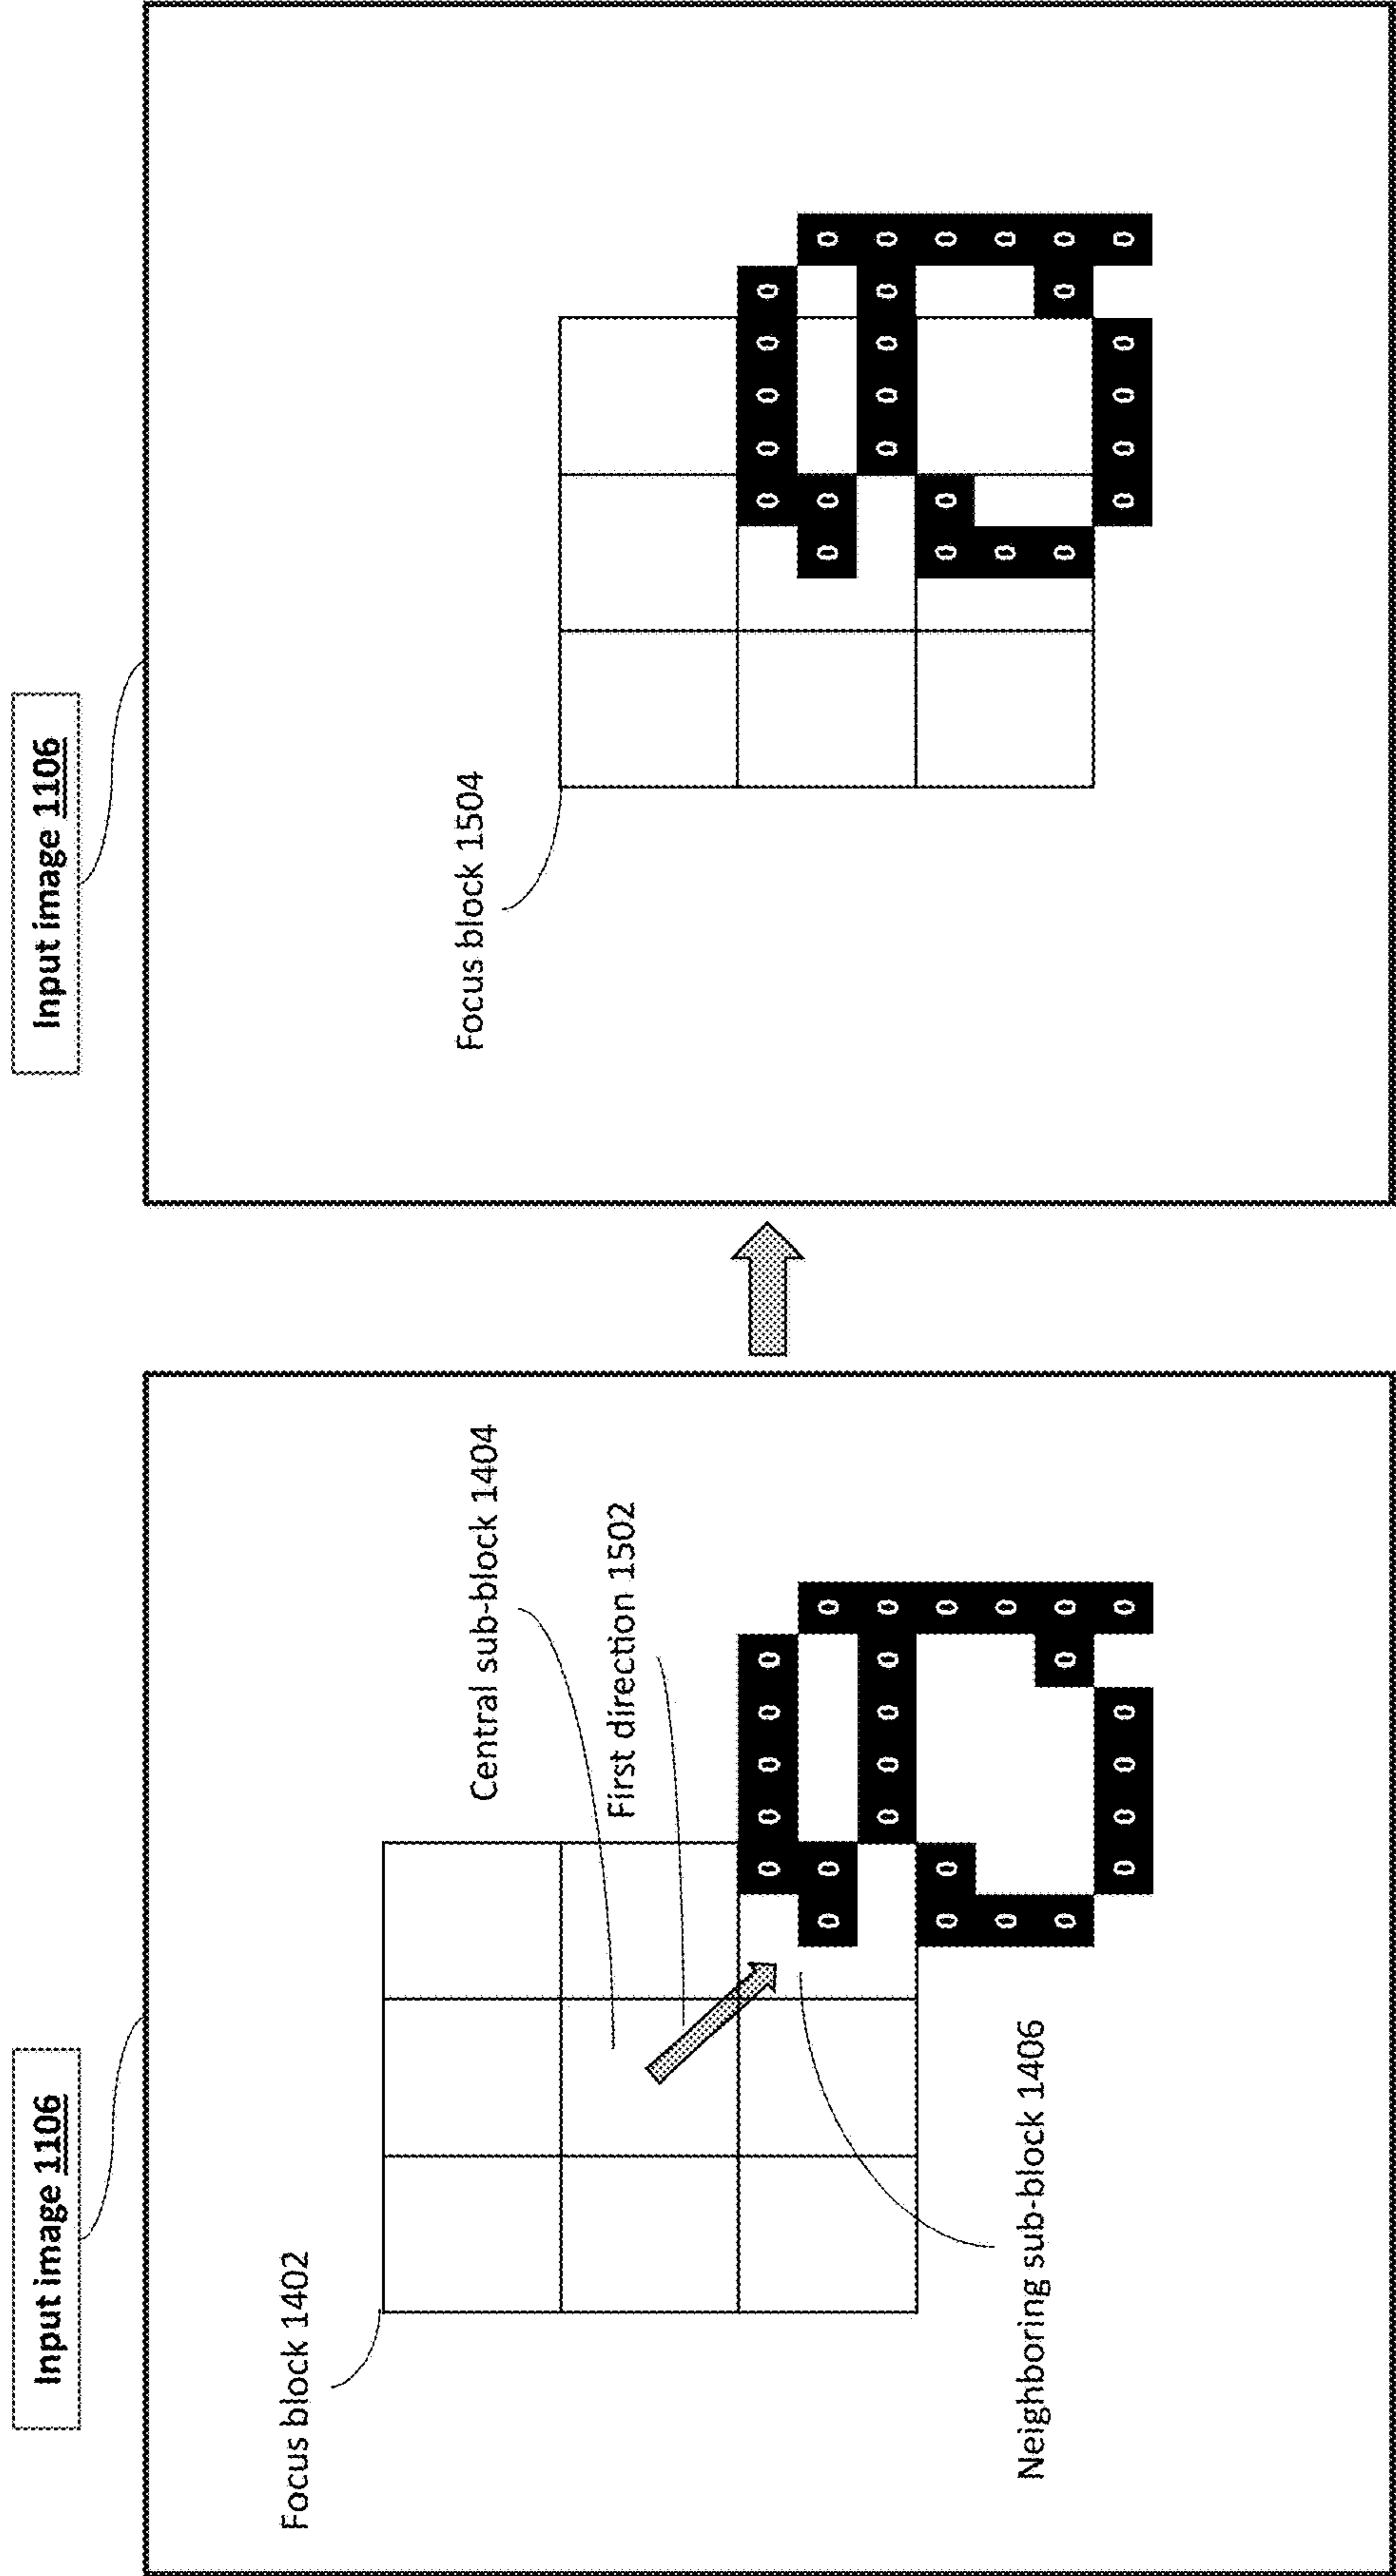 Input image 1106
Focus block 1402
Central sub-block 1404
First direction 1502
0 0 0 0 0
0 0 0
0 0 0 0 0
0 0 0
0 0
0 0 0
0 0 0 0 0
Neighboring sub-block 1406
Input image 1106
Focus block 1504
0 0 0 0 0
0 0 0
0 0 0 0 0
0 0 0
0 0
0 0 0
0 0 0 0 0